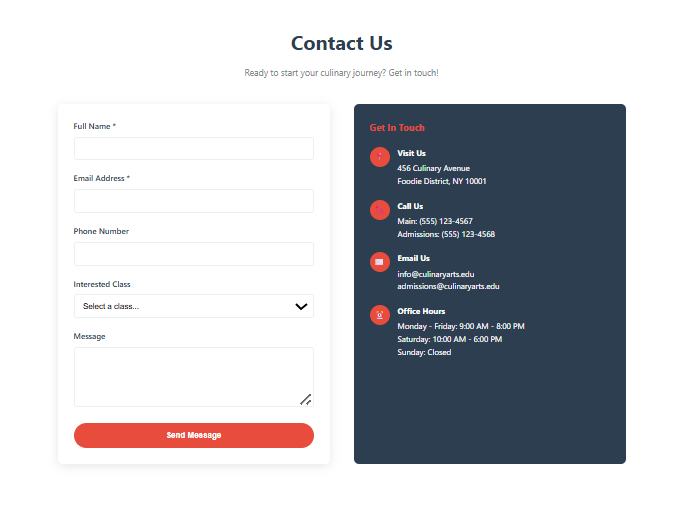 Contact Us
Ready to start your culinary journey? Get in touch!
Full Name *
Email Address *
Phone Number
Interested Class
Select a class...
Message
Send Message
Get In Touch
Visit Us
456 Culinary Avenue
Foodie District, NY 10001
Call Us
Main: (555) 123-4567
Admissions: (555) 123-4568
Email Us
info@culinaryarts.edu
admissions@culinaryarts.edu
Office Hours
Monday - Friday: 9:00 AM - 8:00 PM
Saturday: 10:00 AM - 6:00 PM
Sunday: Closed